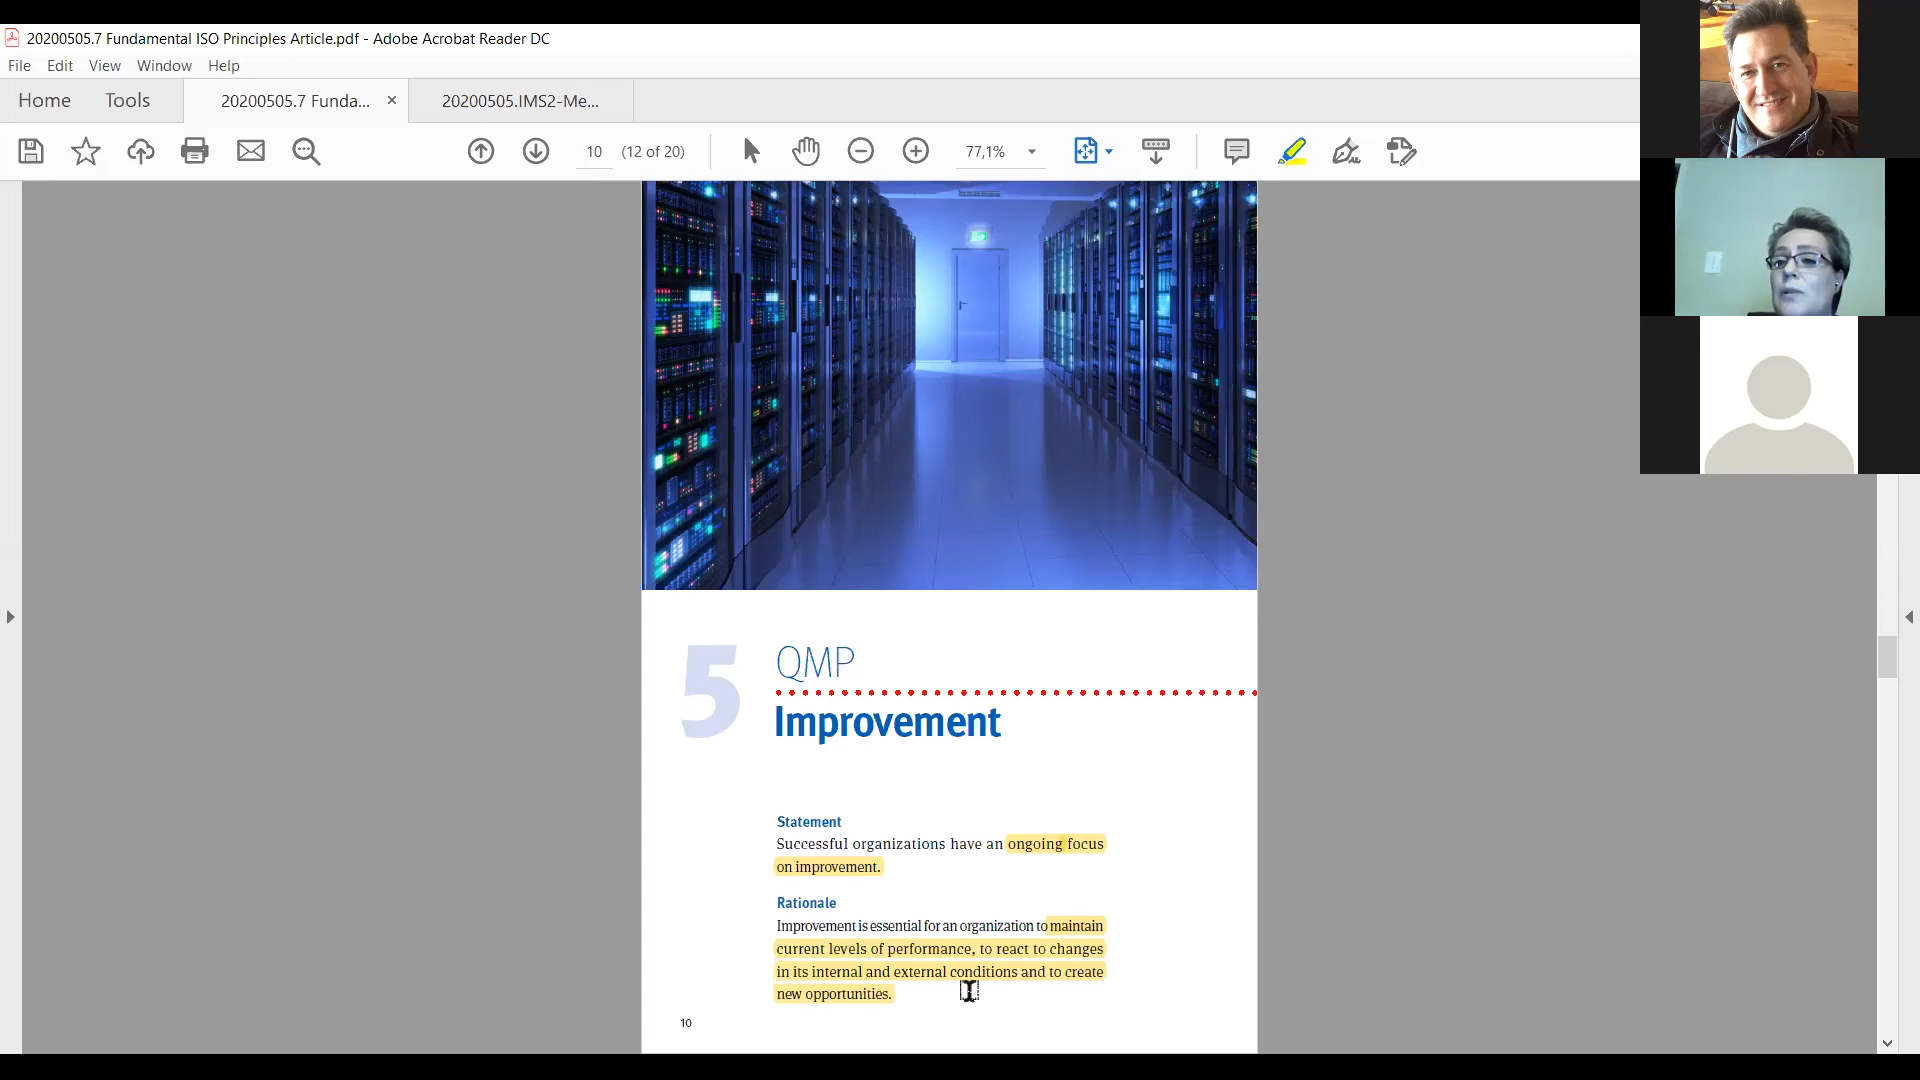 20200505.7 Fundamental ISO Principles Article.pdf - Adobe Acrobat Reader DC
File Edit View Window Help
Home Tools 20200505.7 Funda... × 20200505.IMS2-Me...
10 (12 of 20) 77,1%
5 QMP
Improvement
Statement
Successful organizations have an ongoing focus
on improvement.
Rationale
Improvement is essential for an organization to maintain
current levels of performance, to react to changes
in its internal and external conditions and to create
new opportunities.
10